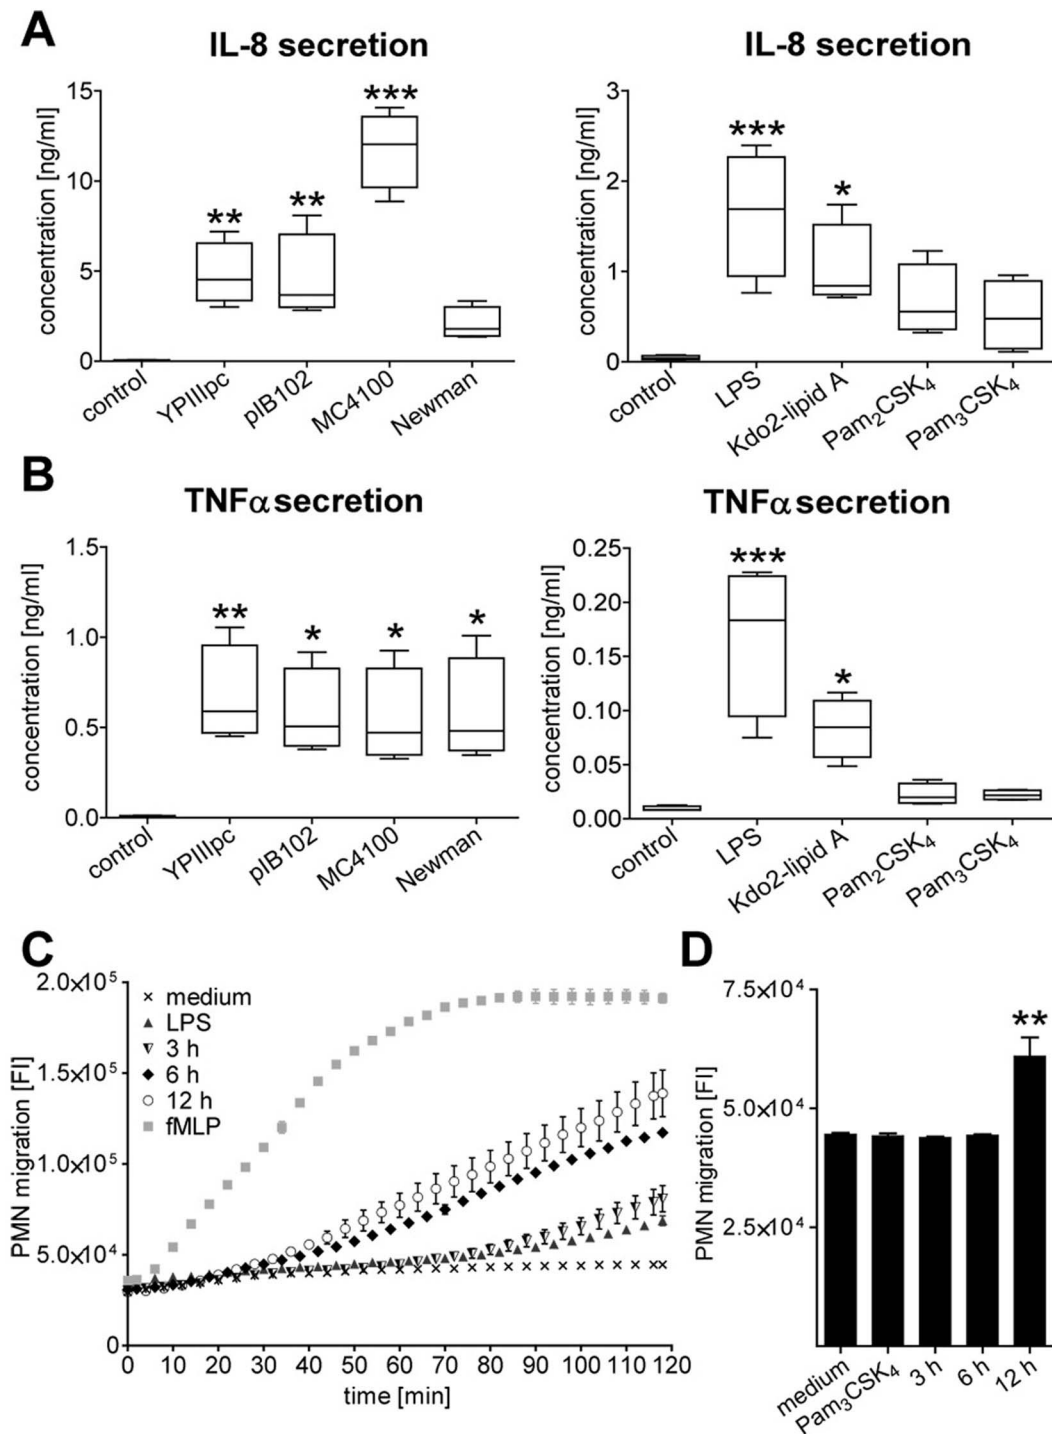 A
IL-8 secretion
concentration [ng/ml]
15
10
5
0
***
**
**
control
YPIIIpc
pIB102
MC4100
Newman
IL-8 secretion
concentration [ng/ml]
3
2
1
0
***
*
control
LPS
Kdo2-lipid A
Pam₂CSK₄
Pam₃CSK₄
B
TNFα secretion
concentration [ng/ml]
1.5
1.0
0.5
0.0
**
*
*
*
control
YPIIIpc
pIB102
MC4100
Newman
TNFα secretion
concentration [ng/ml]
0.25
0.20
0.15
0.10
0.05
0.00
***
*
control
LPS
Kdo2-lipid A
Pam₂CSK₄
Pam₃CSK₄
C
PMN migration [FI]
2.0×10⁵
1.5×10⁵
1.0×10⁵
5.0×10⁴
0
medium
LPS
3 h
6 h
12 h
fMLP
0 10 20 30 40 50 60 70 80 90 100 110 120
time [min]
D
PMN migration [FI]
7.5×10⁴
5.0×10⁴
2.5×10⁴
**
medium
Pam₃CSK₄
3 h
6 h
12 h